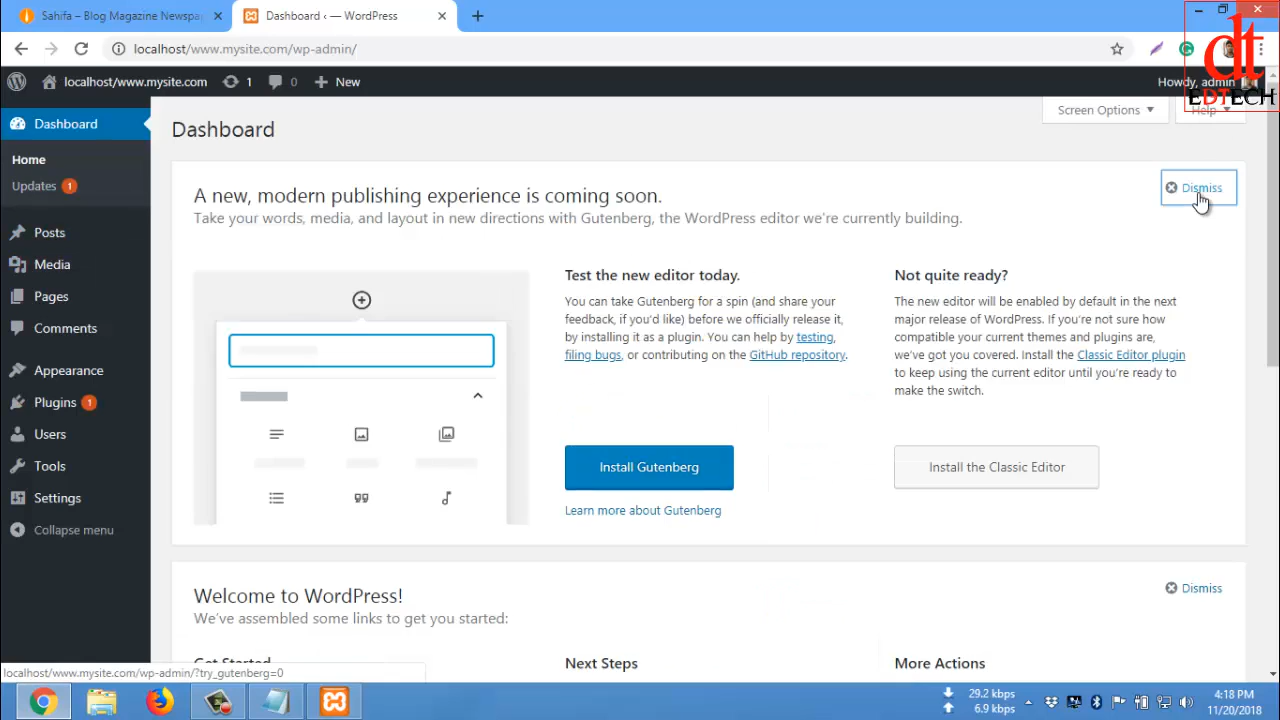 Sahifa – Blog Magazine Newspa
Dashboard ‹ — WordPress
localhost/www.mysite.com/wp-admin/
dt
EDTECH
localhost/www.mysite.com
1
0
New
Howdy, admin
Dashboard
Home
Updates 1
Posts
Media
Pages
Comments
Appearance
Plugins 1
Users
Tools
Settings
Collapse menu
Dashboard
Screen Options
Help
A new, modern publishing experience is coming soon.
Dismiss
Take your words, media, and layout in new directions with Gutenberg, the WordPress editor we're currently building.
Test the new editor today.
You can take Gutenberg for a spin (and share your
feedback, if you'd like) before we officially release it,
by installing it as a plugin. You can help by testing,
filing bugs, or contributing on the GitHub repository.
Install Gutenberg
Learn more about Gutenberg
Not quite ready?
The new editor will be enabled by default in the next
major release of WordPress. If you're not sure how
compatible your current themes and plugins are,
we've got you covered. Install the Classic Editor plugin
to keep using the current editor until you're ready to
make the switch.
Install the Classic Editor
Welcome to WordPress!
Dismiss
We've assembled some links to get you started:
Get Started
Next Steps
More Actions
localhost/www.mysite.com/wp-admin/?try_gutenberg=0
29.2 kbps
6.9 kbps
4:18 PM
11/20/2018